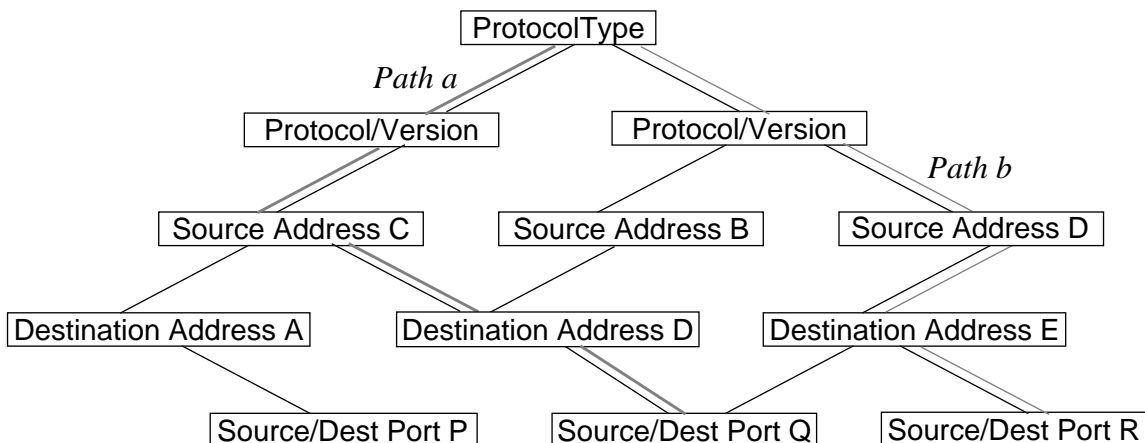 ProtocolType
Path a
Protocol/Version
Protocol/Version
Path b
Source Address C
Source Address B
Source Address D
Destination Address A
Destination Address D
Destination Address E
Source/Dest Port P
Source/Dest Port Q
Source/Dest Port R